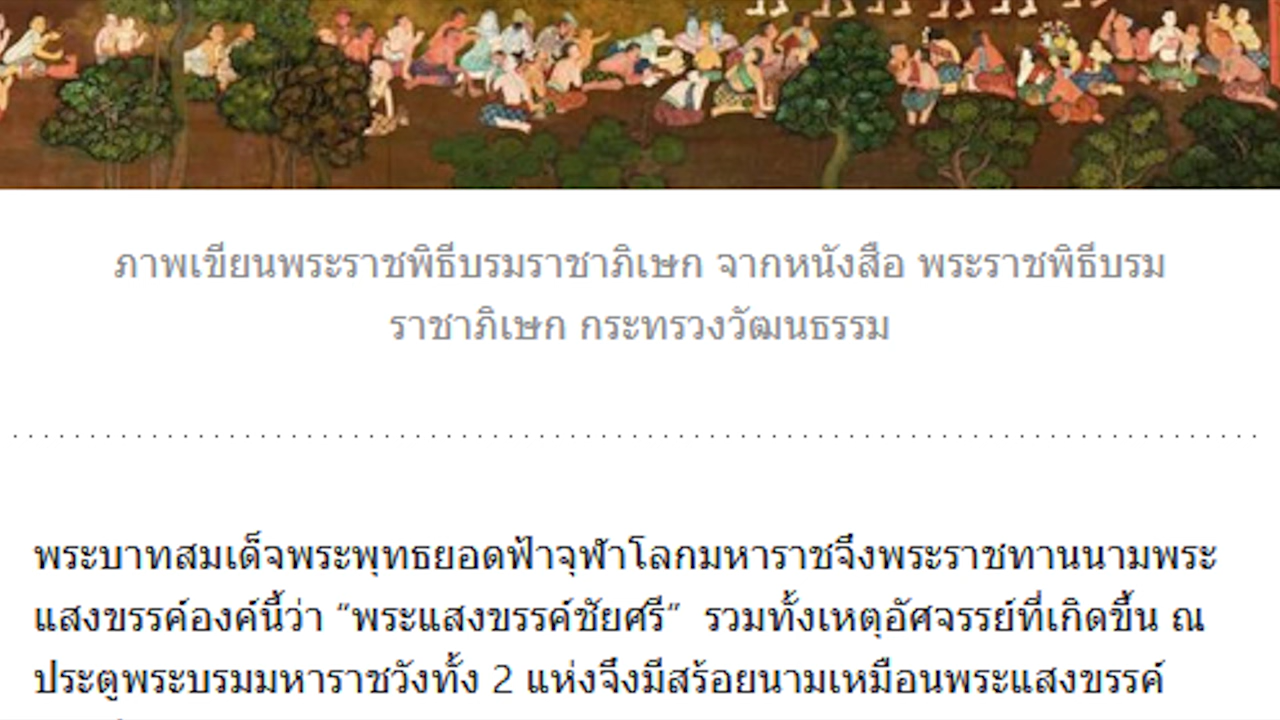 ภาพเขียนพระราชพิธีบรมราชาภิเษก จากหนังสือ พระราชพิธีบรม
ราชาภิเษก กระทรวงวัฒนธรรม
พระบาทสมเด็จพระพุทธยอดฟ้าจุฬาโลกมหาราชจึงพระราชทานนามพระ
แสงขรรค์องค์นี้ว่า “พระแสงขรรค์ชัยศรี” รวมทั้งเหตุอัศจรรย์ที่เกิดขึ้น ณ
ประตูพระบรมมหาราชวังทั้ง 2 แห่งจึงมีสร้อยนามเหมือนพระแสงขรรค์